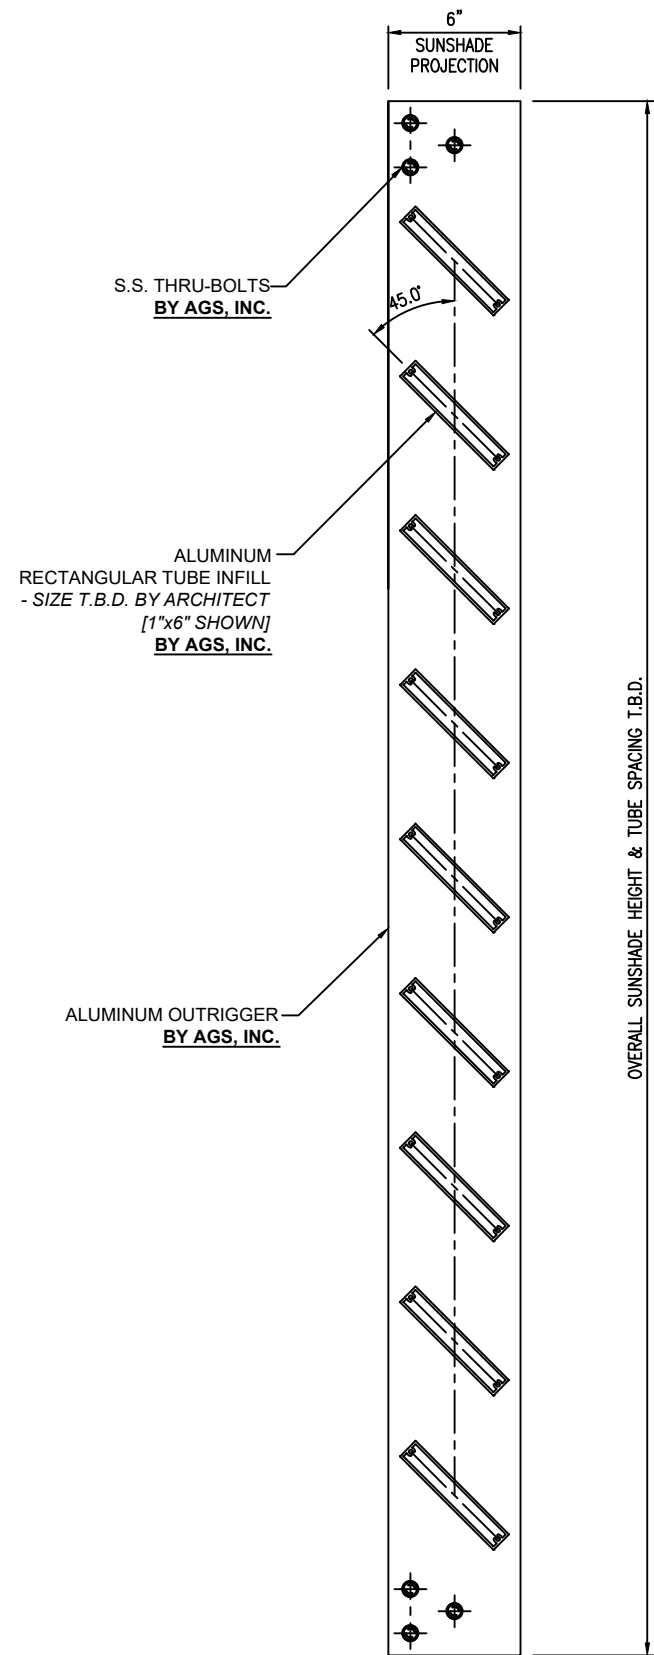 6"
SUNSHADE
PROJECTION
S.S. THRU-BOLTS
BY AGS, INC.
45.0°
ALUMINUM
RECTANGULAR TUBE INFILL
- SIZE T.B.D. BY ARCHITECT
[1"x6" SHOWN]
BY AGS, INC.
OVERALL SUNSHADE HEIGHT & TUBE SPACING T.B.D.
ALUMINUM OUTRIGGER
BY AGS, INC.